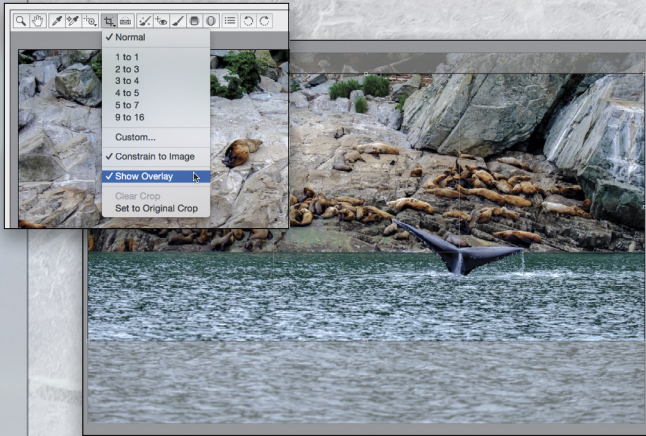 Normal
1 to 1
2 to 3
3 to 4
4 to 5
5 to 7
9 to 16
Custom...
Constrain to Image
Show Overlay
Clear Crop
Set to Original Crop